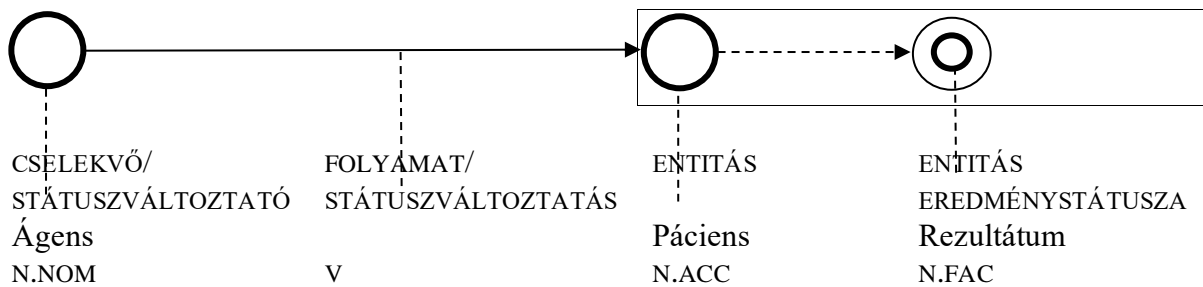 CSELEKVŐ/ FOLYAMAT/ ENTITÁS ENTITÁS
STÁTUSZVÁLTOZTATÓ STÁTUSZVÁLTOZTATÁS EREDMÉNYSTÁTUSZA
Ágens Páciens Rezultátum
N.NOM V N.ACC N.FAC